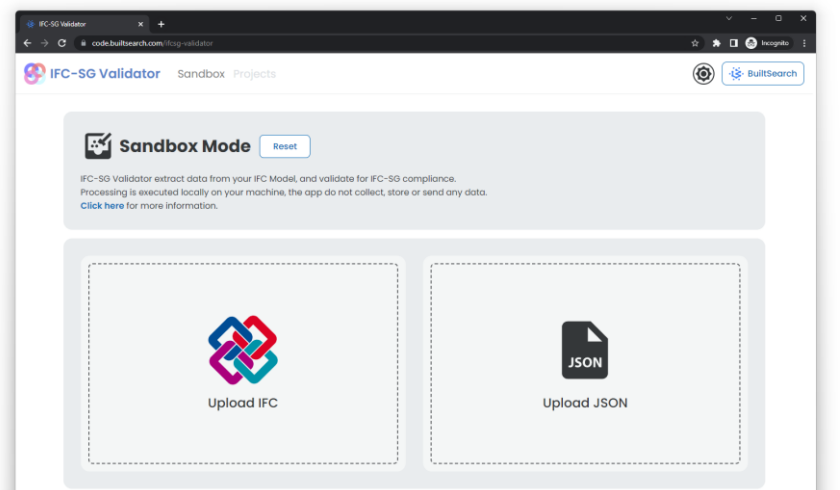 IFC-SG Validator
code.builtsearch.com/ifcsg-validator
Incognito
IFC-SG Validator Sandbox Projects BuiltSearch
Sandbox Mode Reset
IFC-SG Validator extract data from your IFC Model, and validate for IFC-SG compliance.
Processing is executed locally on your machine, the app do not collect, store or send any data.
Click here for more information.
JSON
Upload IFC Upload JSON